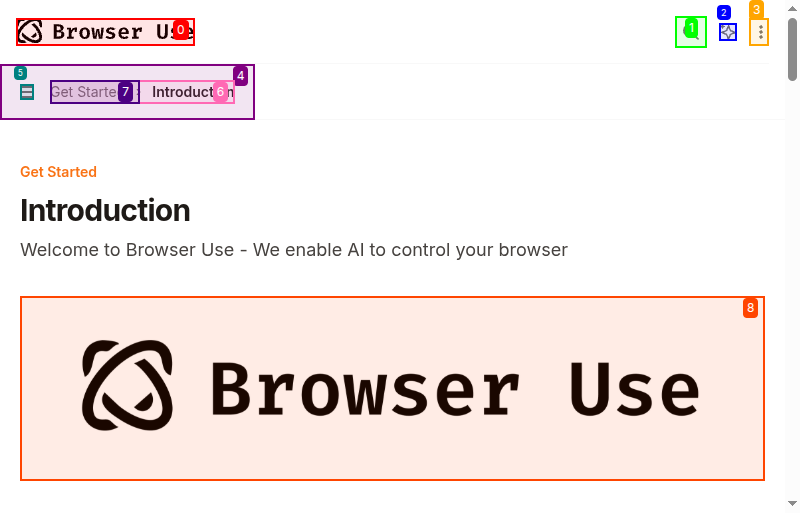 Browser Use
0
1
2
3
4
5
Get Starte 7
Introduction 6
Get Started
Introduction
Welcome to Browser Use - We enable AI to control your browser
8
Browser Use